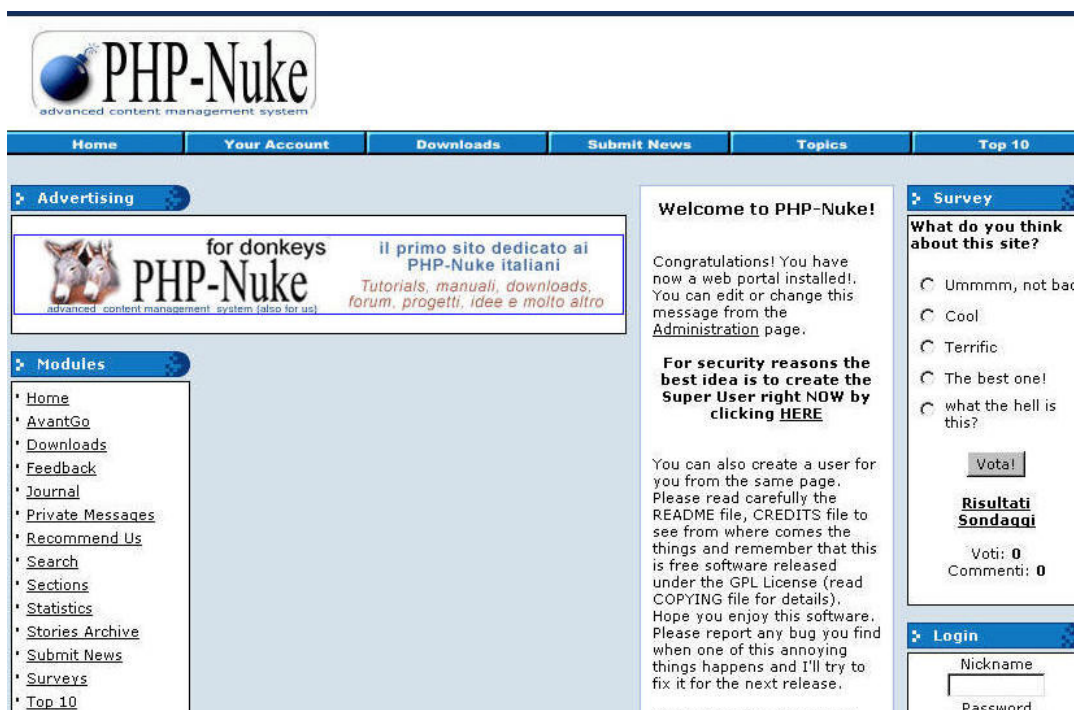 PHP-Nuke
advanced content management system
Home
Your Account
Downloads
Submit News
Topics
Top 10
Advertising
for donkeys
PHP-Nuke
advanced content management system (also for us)
il primo sito dedicato ai
PHP-Nuke italiani
Tutorials, manuali, downloads,
forum, progetti, idee e molto altro
Modules
Home
AvantGo
Downloads
Feedback
Journal
Private Messages
Recommend Us
Search
Sections
Statistics
Stories Archive
Submit News
Surveys
Top 10
Welcome to PHP-Nuke!
Congratulations! You have
now a web portal installed!.
You can edit or change this
message from the
Administration page.
For security reasons the
best idea is to create the
Super User right NOW by
clicking HERE
You can also create a user for
you from the same page.
Please read carefully the
README file, CREDITS file to
see from where comes the
things and remember that this
is free software released
under the GPL License (read
COPYING file for details).
Hope you enjoy this software.
Please report any bug you find
when one of this annoying
things happens and I'll try to
fix it for the next release.
Survey
What do you think
about this site?
Ummmm, not bad
Cool
Terrific
The best one!
what the hell is
this?
Vota!
Risultati
Sondaggi
Voti: 0
Commenti: 0
Login
Nickname
Password